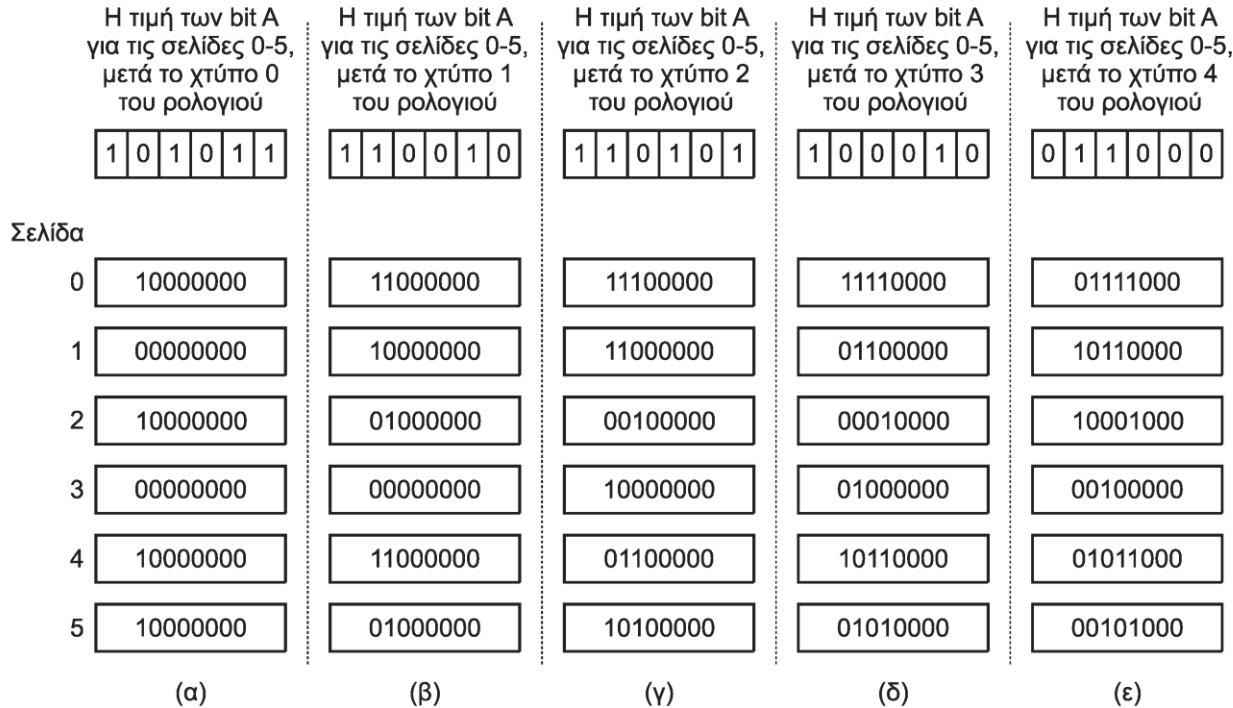 Η τιμή των bit A
για τις σελίδες 0-5,
μετά το χτύπο 0
του ρολογιού
1 0 1 0 1 1
Η τιμή των bit A
για τις σελίδες 0-5,
μετά το χτύπο 1
του ρολογιού
1 1 0 0 1 0
Η τιμή των bit A
για τις σελίδες 0-5,
μετά το χτύπο 2
του ρολογιού
1 1 0 1 0 1
Η τιμή των bit A
για τις σελίδες 0-5,
μετά το χτύπο 3
του ρολογιού
1 0 0 0 1 0
Η τιμή των bit A
για τις σελίδες 0-5,
μετά το χτύπο 4
του ρολογιού
0 1 1 0 0 0
Σελίδα
0 10000000 11000000 11100000 11110000 01111000
1 00000000 10000000 11000000 01100000 10110000
2 10000000 01000000 00100000 00010000 10001000
3 00000000 00000000 10000000 01000000 00100000
4 10000000 11000000 01100000 10110000 01011000
5 10000000 01000000 10100000 01010000 00101000
(α) (β) (γ) (δ) (ε)